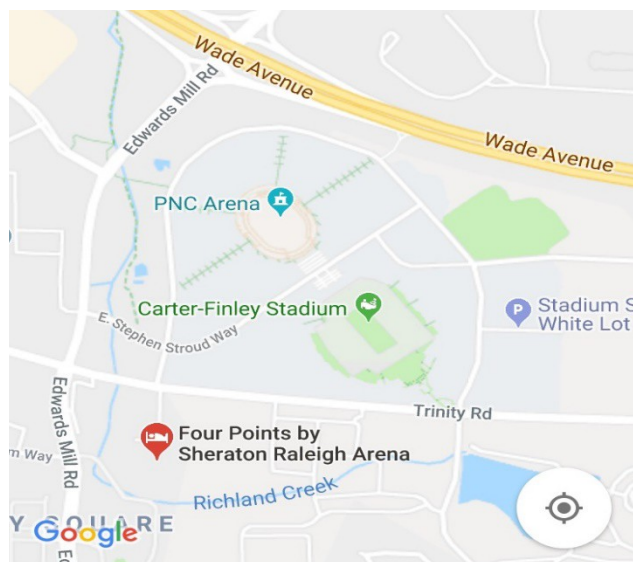 Wade Avenue
Edwards Mill Rd
Wade Avenue
PNC Arena
Carter-Finley Stadium
P
Stadium S
White Lot
E. Stephen Stroud Way
Edwards Mill Rd
Trinity Rd
Four Points by
Sheraton Raleigh Arena
m Way
Richland Creek
Y SQUARE
Google
Ed